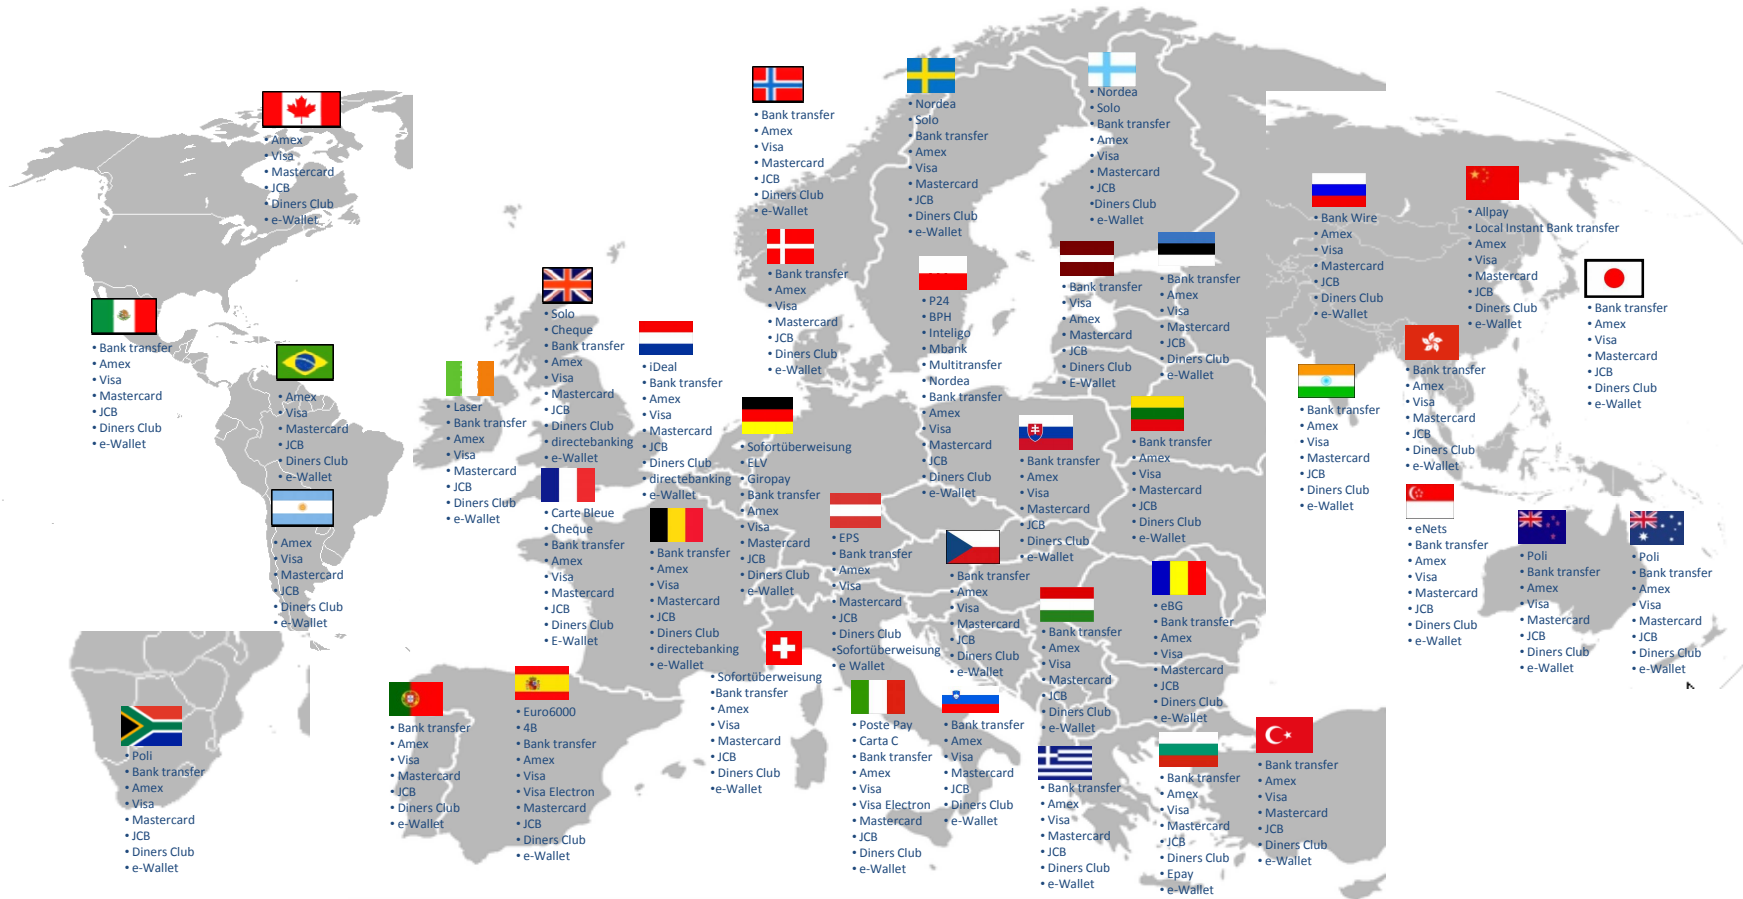 • Amex
• Visa
• Mastercard
• JCB
• Diners Club
• e-Wallet
• Bank transfer
• Amex
• Visa
• Mastercard
• JCB
• Diners Club
• e-Wallet
• Amex
• Visa
• Mastercard
• JCB
• Diners Club
• e-Wallet
• Amex
• Visa
• Mastercard
• JCB
• Diners Club
• e-Wallet
• Poli
• Bank transfer
• Amex
• Visa
• Mastercard
• JCB
• Diners Club
• e-Wallet
• Bank transfer
• Amex
• Visa
• Mastercard
• JCB
• Diners Club
• e-Wallet
• Nordea
• Solo
• Bank transfer
• Amex
• Visa
• Mastercard
• JCB
• Diners Club
• e-Wallet
• Nordea
• Solo
• Bank transfer
• Amex
• Visa
• Mastercard
• JCB
•Diners Club
• e-Wallet
• Bank transfer
• Amex
• Visa
• Mastercard
• JCB
• Diners Club
• e-Wallet
• Solo
• Cheque
• Bank transfer
• Amex
• Visa
• Mastercard
• JCB
• Diners Club
• directebanking
• e-Wallet
• iDeal
• Bank transfer
• Amex
• Visa
• Mastercard
• JCB
• Diners Club
• directebanking
• e-Wallet
• Laser
• Bank transfer
• Amex
• Visa
• Mastercard
• JCB
• Diners Club
• e-Wallet
• P24
• BPH
• Inteligo
• Mbank
• Multitransfer
• Nordea
• Bank transfer
• Amex
• Visa
• Mastercard
• JCB
• Diners Club
• e-Wallet
• Bank transfer
• Visa
• Amex
• Mastercard
• JCB
• Diners Club
• E-Wallet
• Bank transfer
• Amex
• Visa
• Mastercard
• JCB
• Diners Club
• e-Wallet
• Sofortüberweisung
• ELV
• Giropay
• Bank transfer
• Amex
• Visa
• Mastercard
• JCB
• Diners Club
• e-Wallet
• Bank transfer
• Amex
• Visa
• Mastercard
• JCB
• Diners Club
• e-Wallet
• Bank transfer
• Amex
• Visa
• Mastercard
• JCB
• Diners Club
• e-Wallet
• Carte Bleue
• Cheque
• Bank transfer
• Amex
• Visa
• Mastercard
• JCB
• Diners Club
• E-Wallet
• Bank transfer
• Amex
• Visa
• Mastercard
• JCB
• Diners Club
• directebanking
• e-Wallet
• EPS
• Bank transfer
• Amex
• Visa
• Mastercard
• JCB
• Diners Club
•Sofortüberweisung
• e Wallet
• Bank transfer
• Amex
• Visa
• Mastercard
• JCB
• Diners Club
• e-Wallet
• Bank transfer
• Amex
• Visa
• Mastercard
• JCB
• Diners Club
• e-Wallet
• eBG
• Bank transfer
• Amex
• Visa
• Mastercard
• JCB
• Diners Club
• e-Wallet
• Bank transfer
• Amex
• Visa
• Mastercard
• JCB
• Diners Club
• e-Wallet
• Euro6000
• 4B
• Bank transfer
• Amex
• Visa
• Visa Electron
• Mastercard
• JCB
• Diners Club
• e-Wallet
• Sofortüberweisung
•Bank transfer
• Amex
• Visa
• Mastercard
• JCB
• Diners Club
•e-Wallet
• Poste Pay
• Carta C
• Bank transfer
• Amex
• Visa
• Visa Electron
• Mastercard
• JCB
• Diners Club
• e-Wallet
• Bank transfer
• Amex
• Visa
• Mastercard
• JCB
• Diners Club
• e-Wallet
• Bank transfer
• Amex
• Visa
• Mastercard
• JCB
• Diners Club
• e-Wallet
• Bank transfer
• Amex
• Visa
• Mastercard
• JCB
• Diners Club
• Epay
• e-Wallet
• Bank transfer
• Amex
• Visa
• Mastercard
• JCB
• Diners Club
• e-Wallet
• Bank Wire
• Amex
• Visa
• Mastercard
• JCB
• Diners Club
• e-Wallet
• Allpay
• Local Instant Bank transfer
• Amex
• Visa
• Mastercard
• JCB
• Diners Club
• e-Wallet
• Bank transfer
• Amex
• Visa
• Mastercard
• JCB
• Diners Club
• e-Wallet
• Bank transfer
• Amex
• Visa
• Mastercard
• JCB
• Diners Club
• e-Wallet
• Bank transfer
• Amex
• Visa
• Mastercard
• JCB
• Diners Club
• e-Wallet
• eNets
• Bank transfer
• Amex
• Visa
• Mastercard
• JCB
• Diners Club
• e-Wallet
• Poli
• Bank transfer
• Amex
• Visa
• Mastercard
• JCB
• Diners Club
• e-Wallet
• Poli
• Bank transfer
• Amex
• Visa
• Mastercard
• JCB
• Diners Club
• e-Wallet